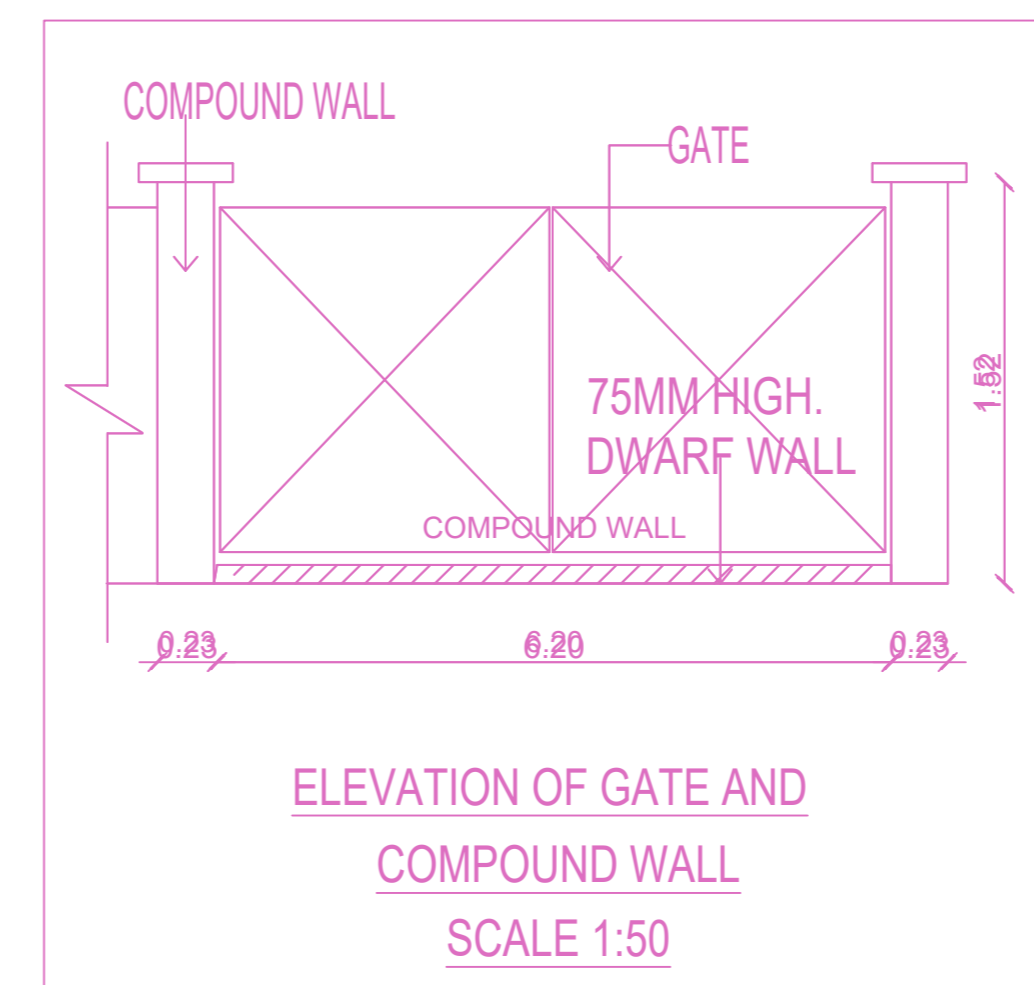 COMPOUND WALL
GATE
1.52
75MM HIGH.
DWARF WALL
COMPOUND WALL
0.23
6.20
0.23
ELEVATION OF GATE AND
COMPOUND WALL
SCALE 1:50